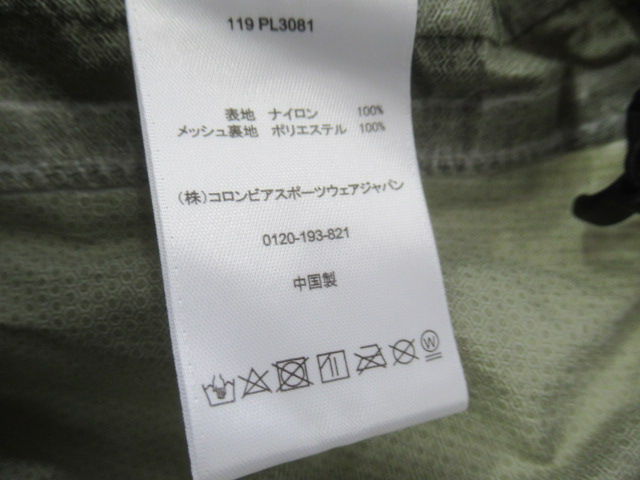 119 PL3081
表地 ナイロン 100%
メッシュ裏地 ポリエステル 100%
(株)コロンビアスポーツウェアジャパン
0120-193-821
中国製
W